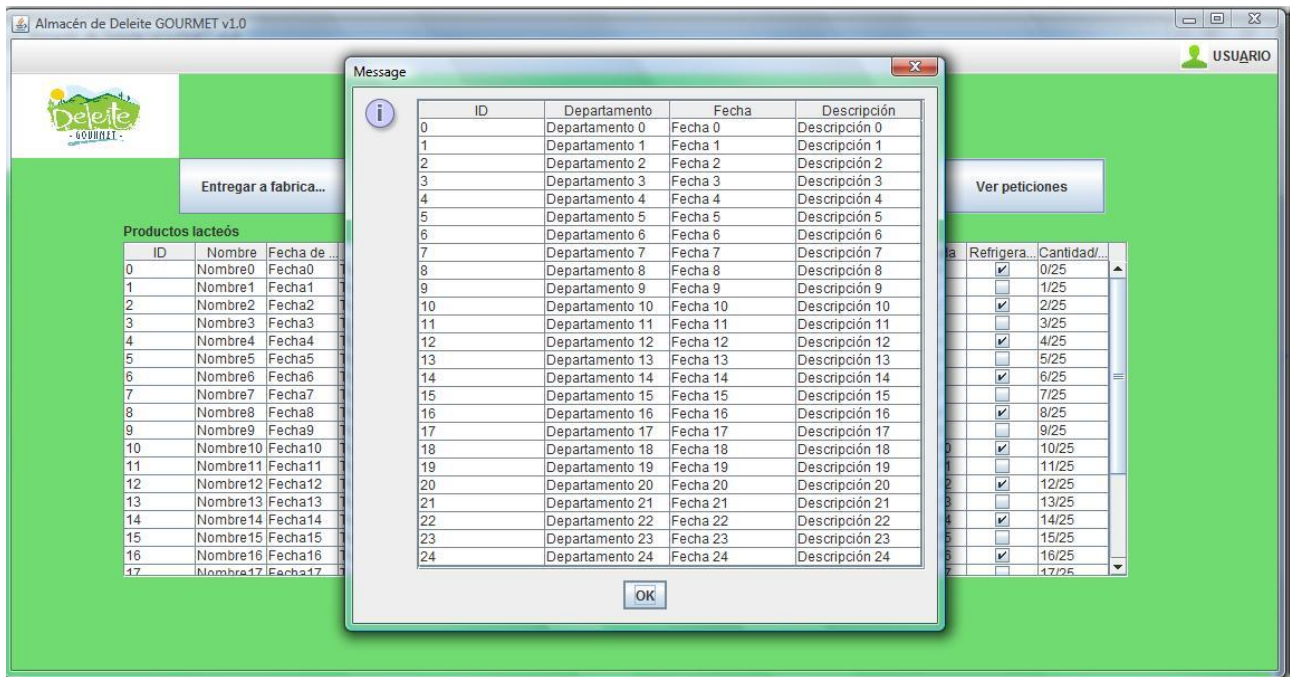 Almacén de Deleite GOURMET v1.0
USUARIO
Deleite
- GOURMET -
Entregar a fabrica...
Ver peticiones
Productos lacteós
ID Nombre Fecha de ... Refrigera... Cantidad/...
0 Nombre0 Fecha0 0/25
1 Nombre1 Fecha1 1/25
2 Nombre2 Fecha2 2/25
3 Nombre3 Fecha3 3/25
4 Nombre4 Fecha4 4/25
5 Nombre5 Fecha5 5/25
6 Nombre6 Fecha6 6/25
7 Nombre7 Fecha7 7/25
8 Nombre8 Fecha8 8/25
9 Nombre9 Fecha9 9/25
10 Nombre10 Fecha10 10/25
11 Nombre11 Fecha11 11/25
12 Nombre12 Fecha12 12/25
13 Nombre13 Fecha13 13/25
14 Nombre14 Fecha14 14/25
15 Nombre15 Fecha15 15/25
16 Nombre16 Fecha16 16/25
17 Nombre17 Fecha17 17/25
Message
ID Departamento Fecha Descripción
0 Departamento 0 Fecha 0 Descripción 0
1 Departamento 1 Fecha 1 Descripción 1
2 Departamento 2 Fecha 2 Descripción 2
3 Departamento 3 Fecha 3 Descripción 3
4 Departamento 4 Fecha 4 Descripción 4
5 Departamento 5 Fecha 5 Descripción 5
6 Departamento 6 Fecha 6 Descripción 6
7 Departamento 7 Fecha 7 Descripción 7
8 Departamento 8 Fecha 8 Descripción 8
9 Departamento 9 Fecha 9 Descripción 9
10 Departamento 10 Fecha 10 Descripción 10
11 Departamento 11 Fecha 11 Descripción 11
12 Departamento 12 Fecha 12 Descripción 12
13 Departamento 13 Fecha 13 Descripción 13
14 Departamento 14 Fecha 14 Descripción 14
15 Departamento 15 Fecha 15 Descripción 15
16 Departamento 16 Fecha 16 Descripción 16
17 Departamento 17 Fecha 17 Descripción 17
18 Departamento 18 Fecha 18 Descripción 18
19 Departamento 19 Fecha 19 Descripción 19
20 Departamento 20 Fecha 20 Descripción 20
21 Departamento 21 Fecha 21 Descripción 21
22 Departamento 22 Fecha 22 Descripción 22
23 Departamento 23 Fecha 23 Descripción 23
24 Departamento 24 Fecha 24 Descripción 24
OK